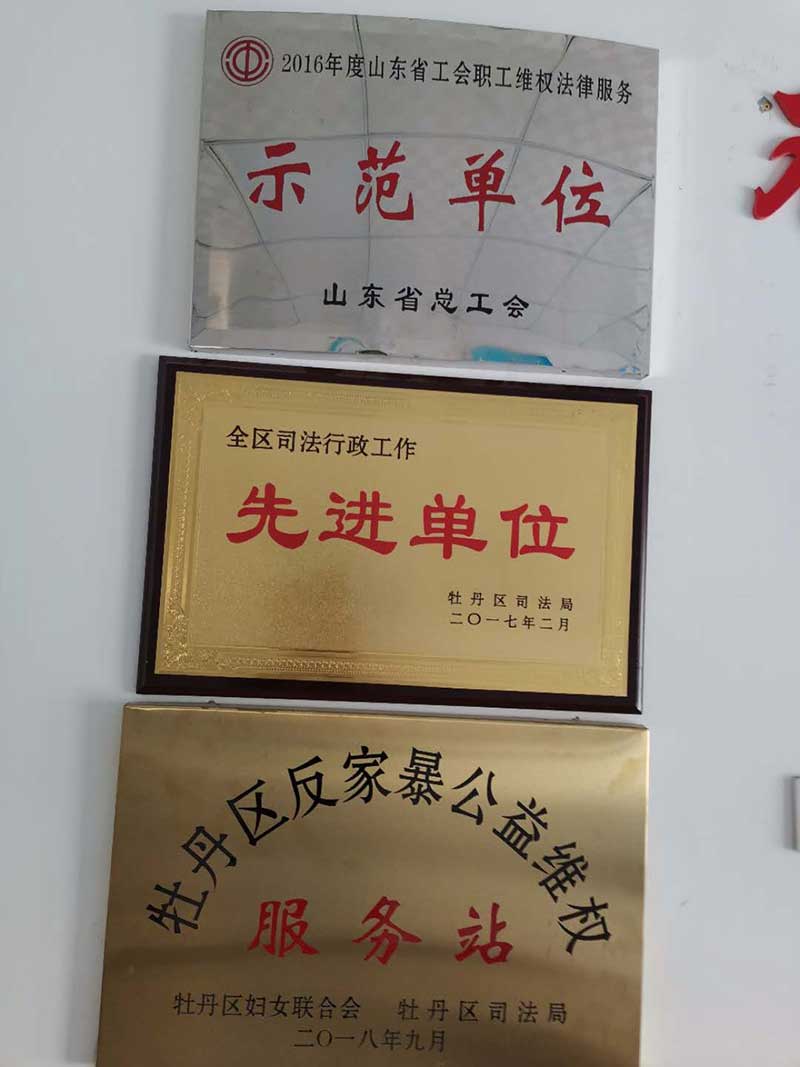 2016年度山东省工会职工维权法律服务
示范单位
山东省总工会
全区司法行政工作
先进单位
牡丹区司法局
二〇一七年二月
牡丹区反家暴公益维权
服务站
牡丹区妇女联合会 牡丹区司法局
二〇一八年九月